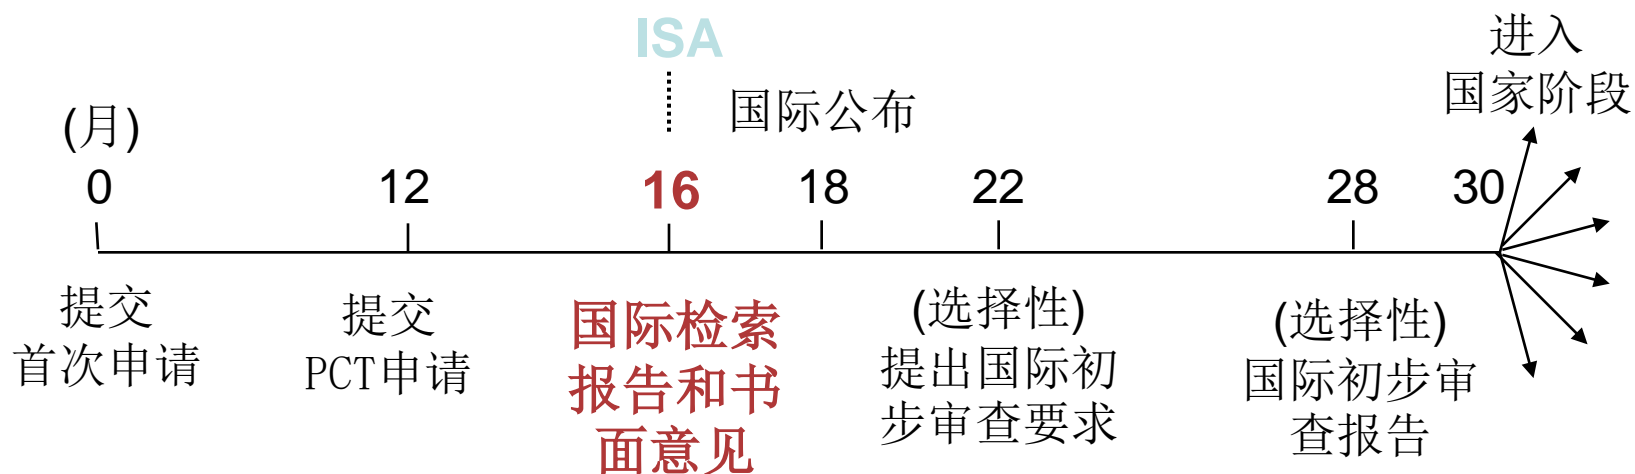 ISA
进入
国家阶段
国际公布
(月)
0
12
16
18
22
28
30
提交
首次申请
提交
PCT申请
国际检索
报告和书
面意见
(选择性)
提出国际初
步审查要求
(选择性)
国际初步审
查报告